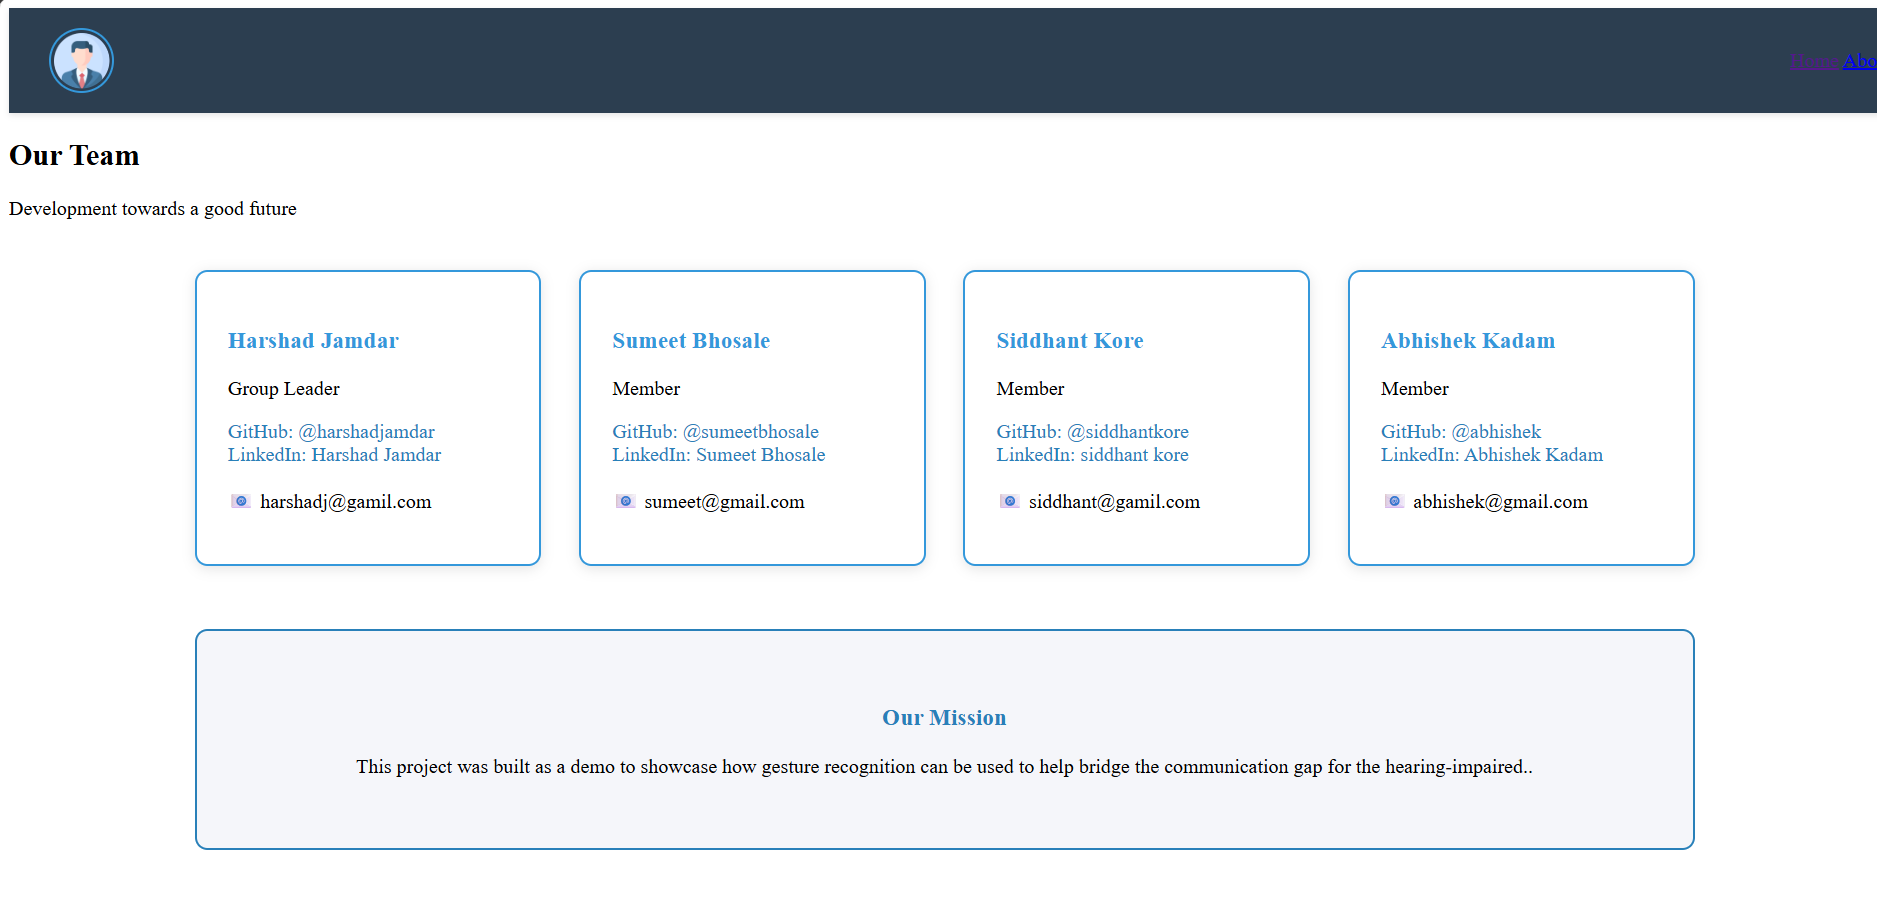 Home Abo
Our Team
Development towards a good future
Harshad Jamdar
Group Leader
GitHub: @harshadjamdar
LinkedIn: Harshad Jamdar
harshadj@gamil.com
Sumeet Bhosale
Member
GitHub: @sumeetbhosale
LinkedIn: Sumeet Bhosale
sumeet@gmail.com
Siddhant Kore
Member
GitHub: @siddhantkore
LinkedIn: siddhant kore
siddhant@gamil.com
Abhishek Kadam
Member
GitHub: @abhishek
LinkedIn: Abhishek Kadam
abhishek@gmail.com
Our Mission
This project was built as a demo to showcase how gesture recognition can be used to help bridge the communication gap for the hearing-impaired..